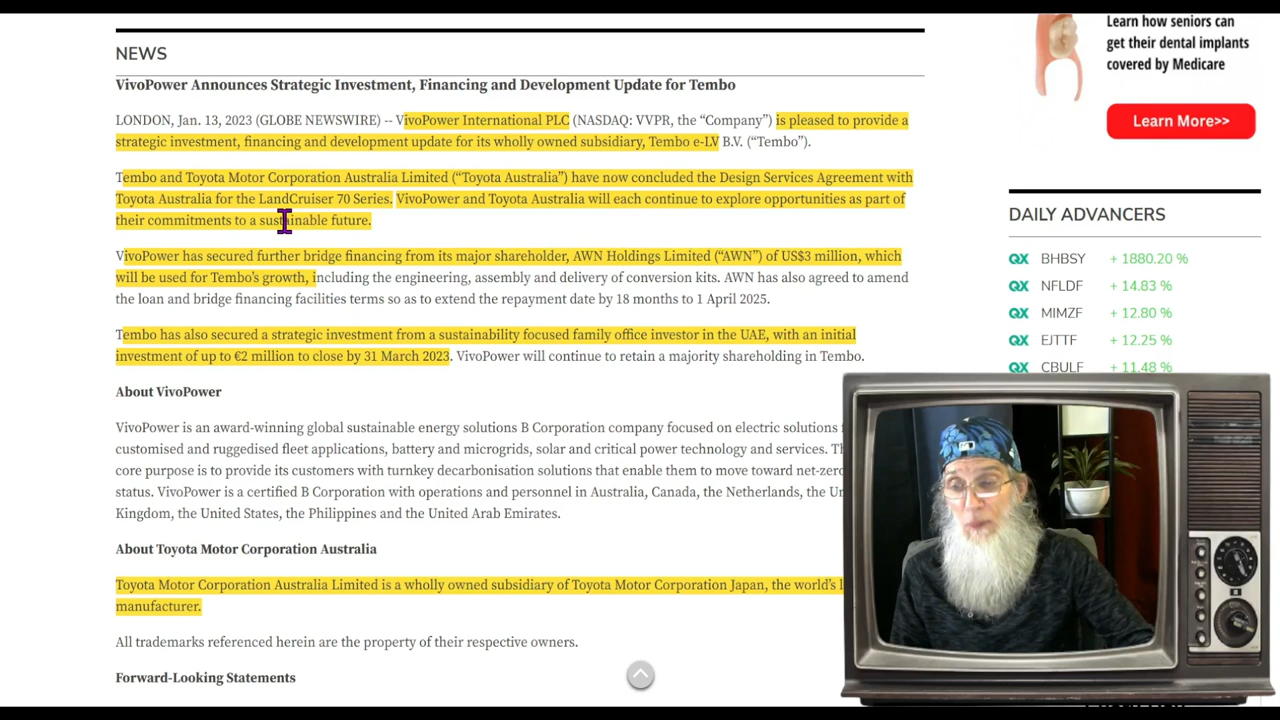 NEWS
VivoPower Announces Strategic Investment, Financing and Development Update for Tembo
LONDON, Jan. 13, 2023 (GLOBE NEWSWIRE) -- VivoPower International PLC (NASDAQ: VVPR, the “Company”) is pleased to provide a
strategic investment, financing and development update for its wholly owned subsidiary, Tembo e-LV B.V. (“Tembo”).
Tembo and Toyota Motor Corporation Australia Limited (“Toyota Australia”) have now concluded the Design Services Agreement with
Toyota Australia for the LandCruiser 70 Series. VivoPower and Toyota Australia will each continue to explore opportunities as part of
their commitments to a sustainable future.
VivoPower has secured further bridge financing from its major shareholder, AWN Holdings Limited (“AWN”) of US$3 million, which
will be used for Tembo’s growth, including the engineering, assembly and delivery of conversion kits. AWN has also agreed to amend
the loan and bridge financing facilities terms so as to extend the repayment date by 18 months to 1 April 2025.
Tembo has also secured a strategic investment from a sustainability focused family office investor in the UAE, with an initial
investment of up to €2 million to close by 31 March 2023. VivoPower will continue to retain a majority shareholding in Tembo.
About VivoPower
VivoPower is an award-winning global sustainable energy solutions B Corporation company focused on electric solutions
customised and ruggedised fleet applications, battery and microgrids, solar and critical power technology and services.
core purpose is to provide its customers with turnkey decarbonisation solutions that enable them to move toward net-zero
status. VivoPower is a certified B Corporation with operations and personnel in Australia, Canada, the Netherlands, the
Kingdom, the United States, the Philippines and the United Arab Emirates.
About Toyota Motor Corporation Australia
Toyota Motor Corporation Australia Limited is a wholly owned subsidiary of Toyota Motor Corporation Japan, the world’s
manufacturer.
All trademarks referenced herein are the property of their respective owners.
Forward-Looking Statements
Learn how seniors can
get their dental implants
covered by Medicare
Learn More>>
DAILY ADVANCERS
QX BHBSY + 1880.20 %
QX NFLDF + 14.83 %
QX MIMZF + 12.80 %
QX EJTTF + 12.25 %
QX CBULF + 11.48 %